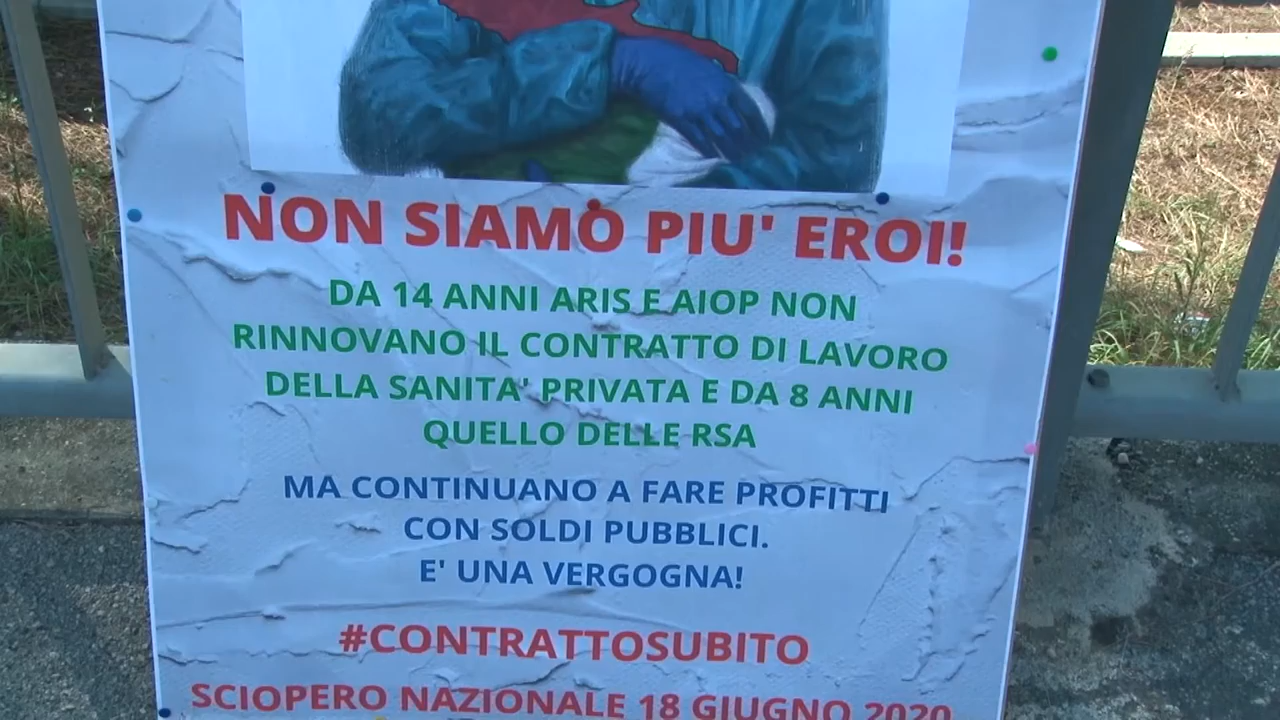 NON SIAMO PIU' EROI!
DA 14 ANNI ARIS E AIOP NON
RINNOVANO IL CONTRATTO DI LAVORO
DELLA SANITA' PRIVATA E DA 8 ANNI
QUELLO DELLE RSA
MA CONTINUANO A FARE PROFITTI
CON SOLDI PUBBLICI.
E' UNA VERGOGNA!
#CONTRATTOSUBITO
SCIOPERO NAZIONALE 18 GIUGNO 2020